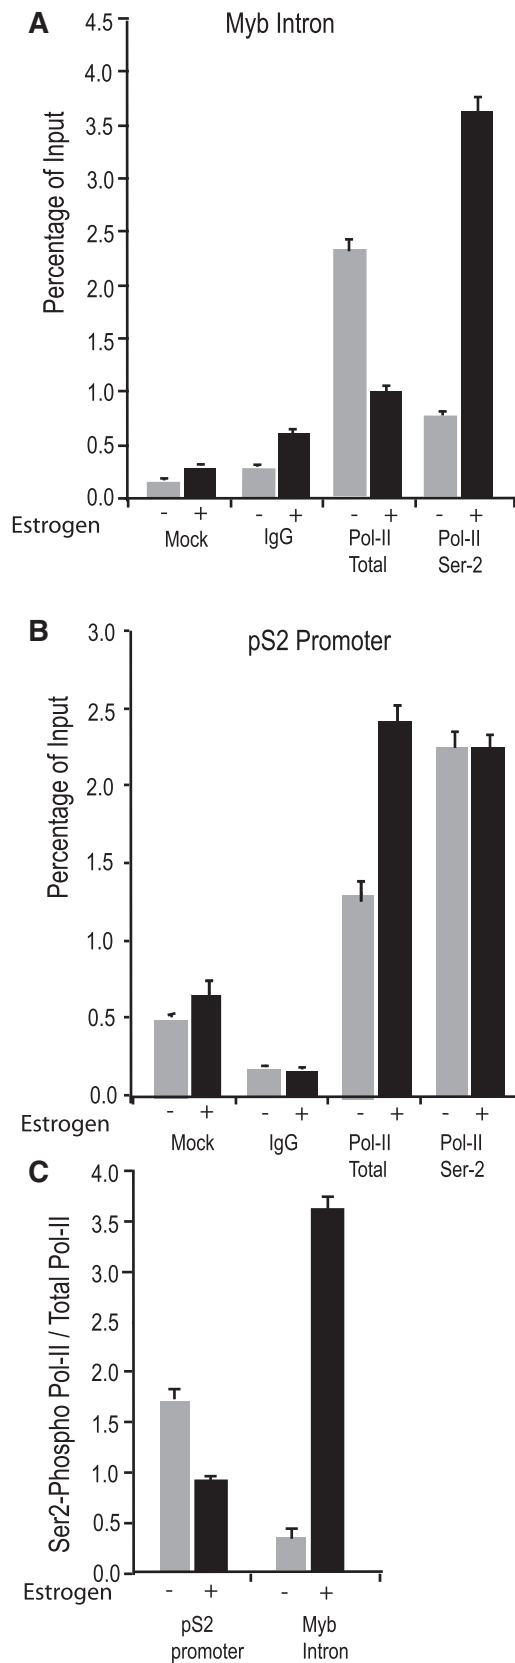 A
Myb Intron
Percentage of Input
4.5
4.0
3.5
3.0
2.5
2.0
1.5
1.0
0.5
0.0
Estrogen - + - + - + - +
Mock IgG Pol-II Pol-II
Total Ser-2
B
pS2 Promoter
Percentage of Input
3.0
2.5
2.0
1.5
1.0
0.5
0.0
Estrogen - + - + - + - +
Mock IgG Pol-II Pol-II
Total Ser-2
C
Ser2-Phospho Pol-II / Total Pol-II
4.0
3.5
3.0
2.5
2.0
1.5
1.0
0.5
0.0
Estrogen - + - +
pS2 Myb
promoter Intron